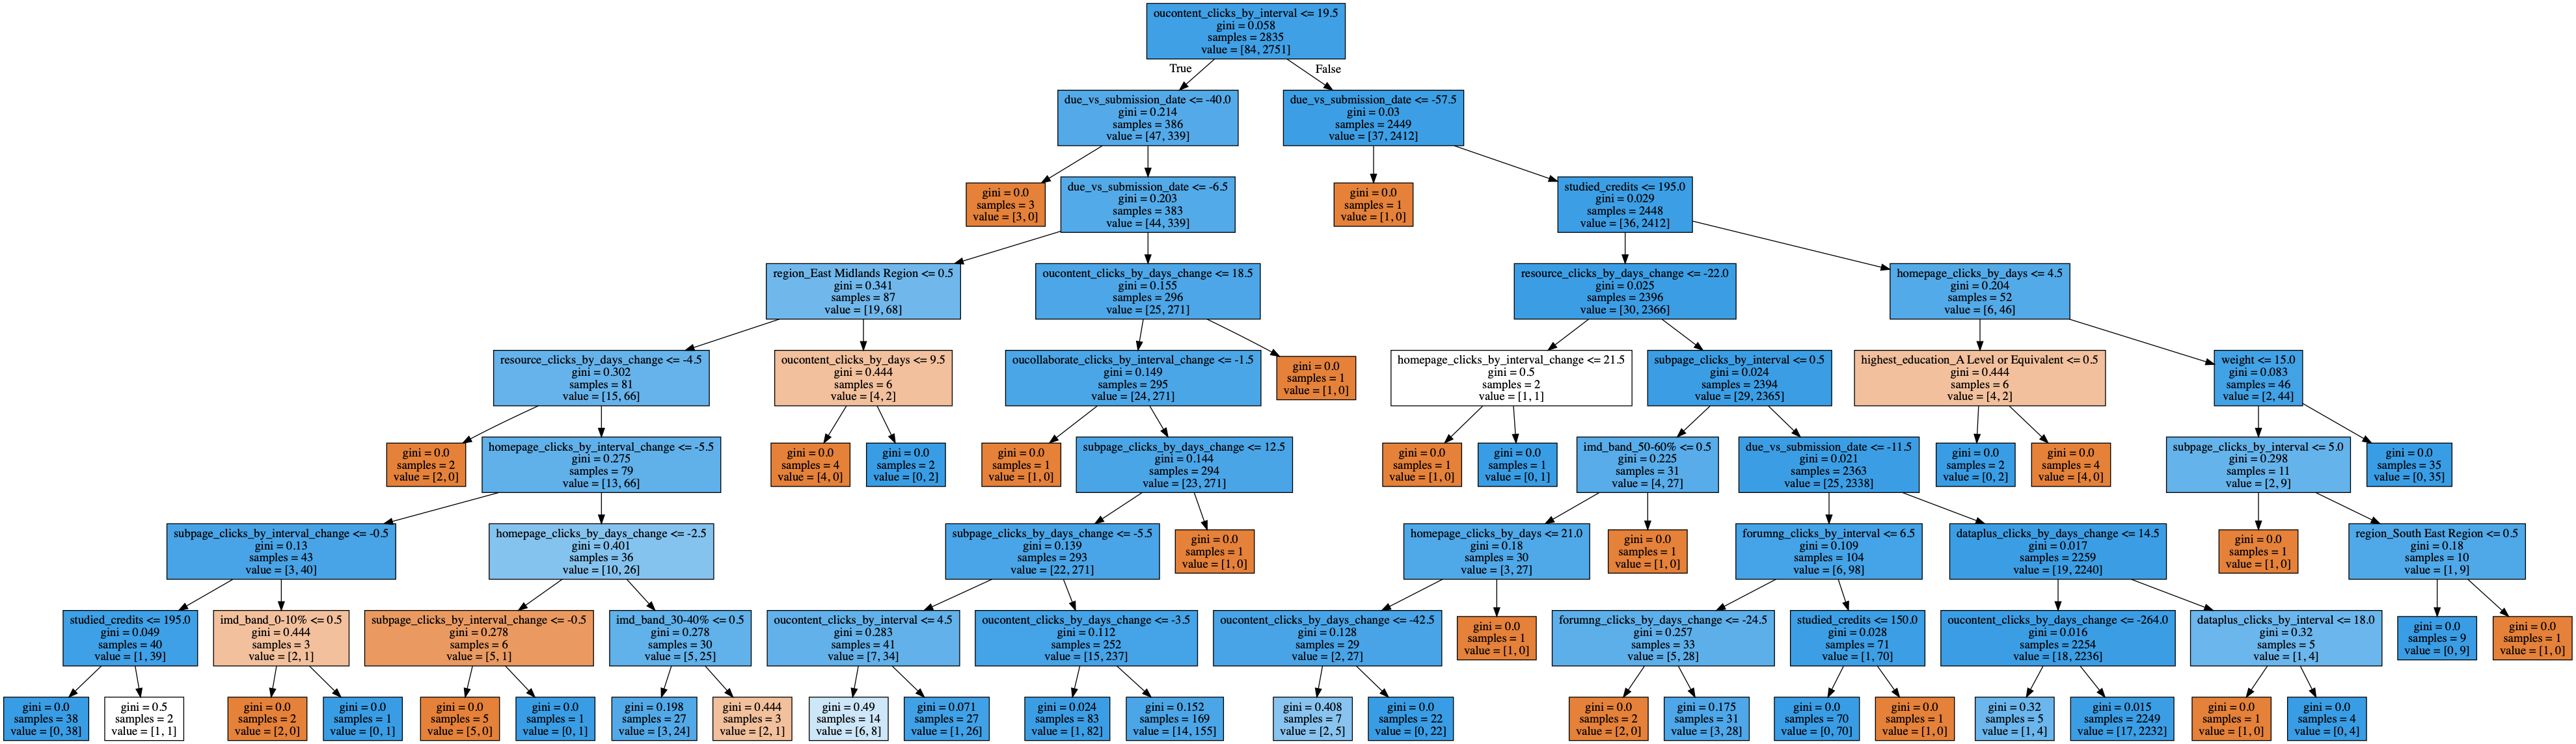 oucontent_clicks_by_interval <= 19.5
gini = 0.058
samples = 2835
value = [84, 2751]
True
False
due_vs_submission_date <= -40.0
gini = 0.214
samples = 386
value = [47, 339]
due_vs_submission_date <= -57.5
gini = 0.03
samples = 2449
value = [37, 2412]
gini = 0.0
samples = 3
value = [3, 0]
due_vs_submission_date <= -6.5
gini = 0.203
samples = 383
value = [44, 339]
gini = 0.0
samples = 1
value = [1, 0]
studied_credits <= 195.0
gini = 0.029
samples = 2448
value = [36, 2412]
region_East Midlands Region <= 0.5
gini = 0.341
samples = 87
value = [19, 68]
oucontent_clicks_by_days_change <= 18.5
gini = 0.155
samples = 296
value = [25, 271]
resource_clicks_by_days_change <= -22.0
gini = 0.025
samples = 2396
value = [30, 2366]
homepage_clicks_by_days <= 4.5
gini = 0.204
samples = 52
value = [6, 46]
resource_clicks_by_days_change <= -4.5
gini = 0.302
samples = 81
value = [15, 66]
oucontent_clicks_by_days <= 9.5
gini = 0.444
samples = 6
value = [4, 2]
oucollaborate_clicks_by_interval_change <= -1.5
gini = 0.149
samples = 295
value = [24, 271]
gini = 0.0
samples = 1
value = [1, 0]
homepage_clicks_by_interval_change <= 21.5
gini = 0.5
samples = 2
value = [1, 1]
subpage_clicks_by_interval <= 0.5
gini = 0.024
samples = 2394
value = [29, 2365]
highest_education_A Level or Equivalent <= 0.5
gini = 0.444
samples = 6
value = [4, 2]
weight <= 15.0
gini = 0.083
samples = 46
value = [2, 44]
gini = 0.0
samples = 2
value = [2, 0]
homepage_clicks_by_interval_change <= -5.5
gini = 0.275
samples = 79
value = [13, 66]
gini = 0.0
samples = 4
value = [4, 0]
gini = 0.0
samples = 2
value = [0, 2]
gini = 0.0
samples = 1
value = [1, 0]
subpage_clicks_by_days_change <= 12.5
gini = 0.144
samples = 294
value = [23, 271]
gini = 0.0
samples = 1
value = [1, 0]
gini = 0.0
samples = 1
value = [0, 1]
imd_band_50-60% <= 0.5
gini = 0.225
samples = 31
value = [4, 27]
due_vs_submission_date <= -11.5
gini = 0.021
samples = 2363
value = [25, 2338]
gini = 0.0
samples = 2
value = [0, 2]
gini = 0.0
samples = 4
value = [4, 0]
subpage_clicks_by_interval <= 5.0
gini = 0.298
samples = 11
value = [2, 9]
gini = 0.0
samples = 35
value = [0, 35]
subpage_clicks_by_interval_change <= -0.5
gini = 0.13
samples = 43
value = [3, 40]
homepage_clicks_by_days_change <= -2.5
gini = 0.401
samples = 36
value = [10, 26]
subpage_clicks_by_days_change <= -5.5
gini = 0.139
samples = 293
value = [22, 271]
gini = 0.0
samples = 1
value = [1, 0]
homepage_clicks_by_days <= 21.0
gini = 0.18
samples = 30
value = [3, 27]
gini = 0.0
samples = 1
value = [1, 0]
forumng_clicks_by_interval <= 6.5
gini = 0.109
samples = 104
value = [6, 98]
dataplus_clicks_by_days_change <= 14.5
gini = 0.017
samples = 2259
value = [19, 2240]
gini = 0.0
samples = 1
value = [1, 0]
region_South East Region <= 0.5
gini = 0.18
samples = 10
value = [1, 9]
studied_credits <= 195.0
gini = 0.049
samples = 40
value = [1, 39]
imd_band_0-10% <= 0.5
gini = 0.444
samples = 3
value = [2, 1]
subpage_clicks_by_interval_change <= -0.5
gini = 0.278
samples = 6
value = [5, 1]
imd_band_30-40% <= 0.5
gini = 0.278
samples = 30
value = [5, 25]
oucontent_clicks_by_interval <= 4.5
gini = 0.283
samples = 41
value = [7, 34]
oucontent_clicks_by_days_change <= -3.5
gini = 0.112
samples = 252
value = [15, 237]
oucontent_clicks_by_days_change <= -42.5
gini = 0.128
samples = 29
value = [2, 27]
gini = 0.0
samples = 1
value = [1, 0]
forumng_clicks_by_days_change <= -24.5
gini = 0.257
samples = 33
value = [5, 28]
studied_credits <= 150.0
gini = 0.028
samples = 71
value = [1, 70]
oucontent_clicks_by_days_change <= -264.0
gini = 0.016
samples = 2254
value = [18, 2236]
dataplus_clicks_by_interval <= 18.0
gini = 0.32
samples = 5
value = [1, 4]
gini = 0.0
samples = 9
value = [0, 9]
gini = 0.0
samples = 1
value = [1, 0]
gini = 0.0
samples = 38
value = [0, 38]
gini = 0.5
samples = 2
value = [1, 1]
gini = 0.0
samples = 2
value = [2, 0]
gini = 0.0
samples = 1
value = [0, 1]
gini = 0.0
samples = 5
value = [5, 0]
gini = 0.0
samples = 1
value = [0, 1]
gini = 0.198
samples = 27
value = [3, 24]
gini = 0.444
samples = 3
value = [2, 1]
gini = 0.49
samples = 14
value = [6, 8]
gini = 0.071
samples = 27
value = [1, 26]
gini = 0.024
samples = 83
value = [1, 82]
gini = 0.152
samples = 169
value = [14, 155]
gini = 0.408
samples = 7
value = [2, 5]
gini = 0.0
samples = 22
value = [0, 22]
gini = 0.0
samples = 2
value = [2, 0]
gini = 0.175
samples = 31
value = [3, 28]
gini = 0.0
samples = 70
value = [0, 70]
gini = 0.0
samples = 1
value = [1, 0]
gini = 0.32
samples = 5
value = [1, 4]
gini = 0.015
samples = 2249
value = [17, 2232]
gini = 0.0
samples = 1
value = [1, 0]
gini = 0.0
samples = 4
value = [0, 4]